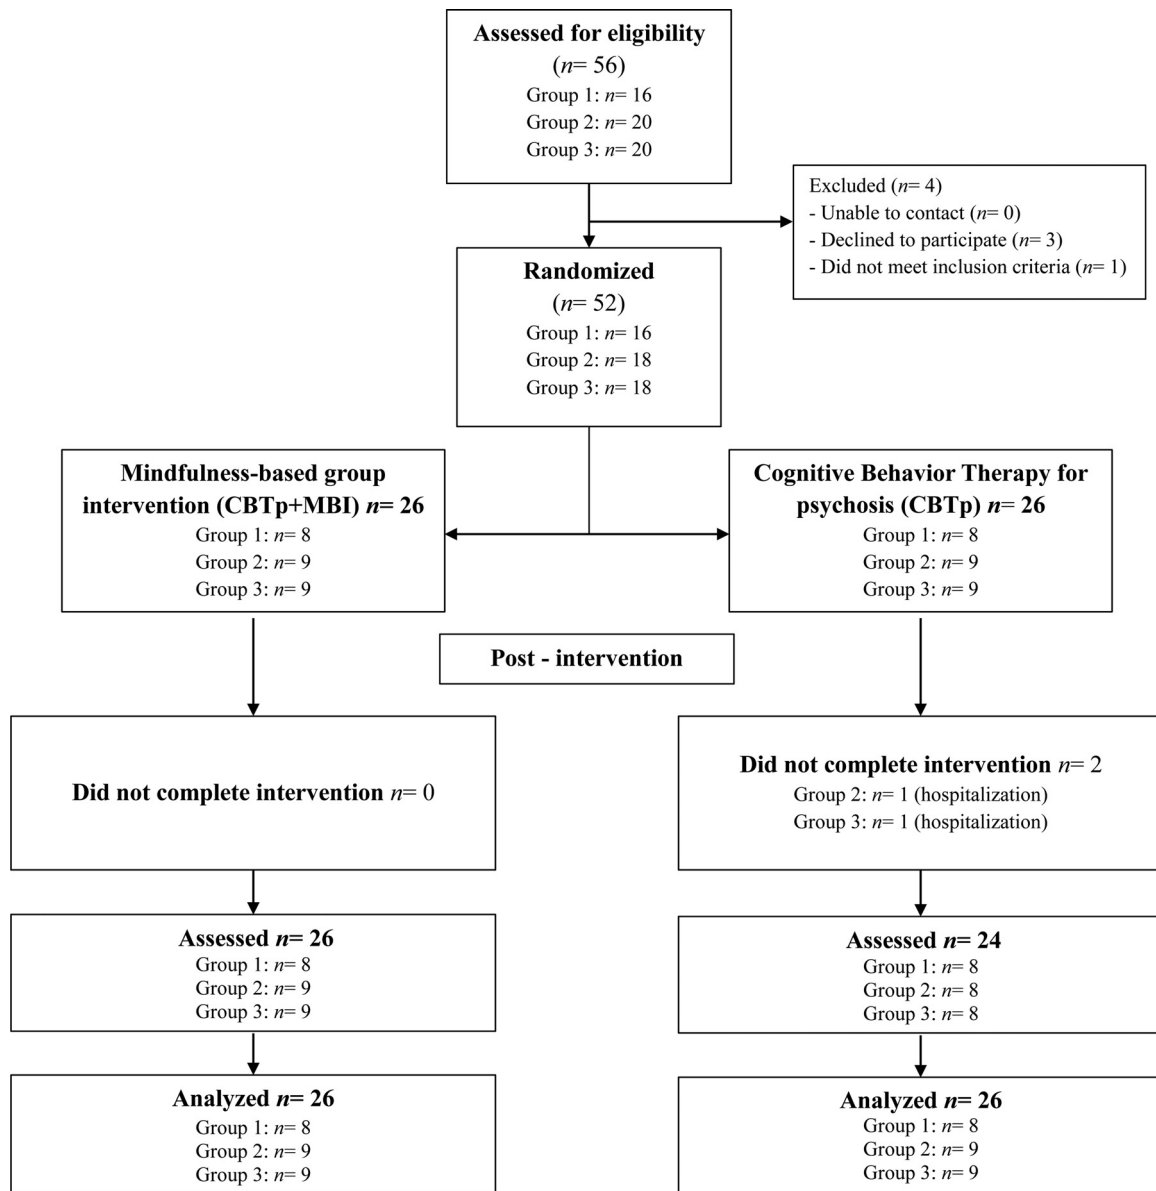 Assessed for eligibility
(n= 56)
Group 1: n= 16
Group 2: n= 20
Group 3: n= 20
Excluded (n= 4)
- Unable to contact (n= 0)
- Declined to participate (n= 3)
- Did not meet inclusion criteria (n= 1)
Randomized
(n= 52)
Group 1: n= 16
Group 2: n= 18
Group 3: n= 18
Mindfulness-based group
intervention (CBTp+MBI) n= 26
Group 1: n= 8
Group 2: n= 9
Group 3: n= 9
Cognitive Behavior Therapy for
psychosis (CBTp) n= 26
Group 1: n= 8
Group 2: n= 9
Group 3: n= 9
Post - intervention
Did not complete intervention n= 0
Did not complete intervention n= 2
Group 2: n= 1 (hospitalization)
Group 3: n= 1 (hospitalization)
Assessed n= 26
Group 1: n= 8
Group 2: n= 9
Group 3: n= 9
Assessed n= 24
Group 1: n= 8
Group 2: n= 8
Group 3: n= 8
Analyzed n= 26
Group 1: n= 8
Group 2: n= 9
Group 3: n= 9
Analyzed n= 26
Group 1: n= 8
Group 2: n= 9
Group 3: n= 9